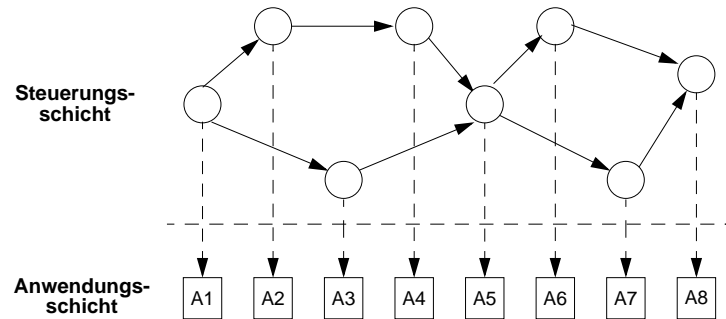 Steuerungs-
schicht
Anwendungs-
schicht
A1 A2 A3 A4 A5 A6 A7 A8